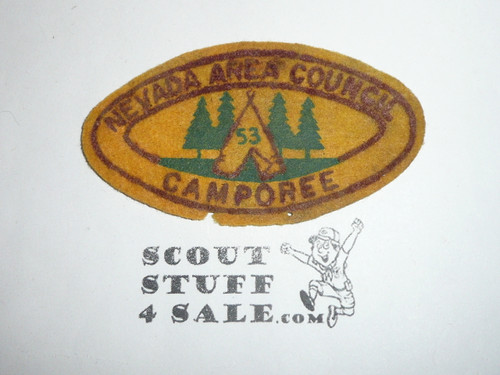 NEVADA AREA COUNCIL
53
CAMPOREE
SCOUT
STUFF
4 SALE.COM